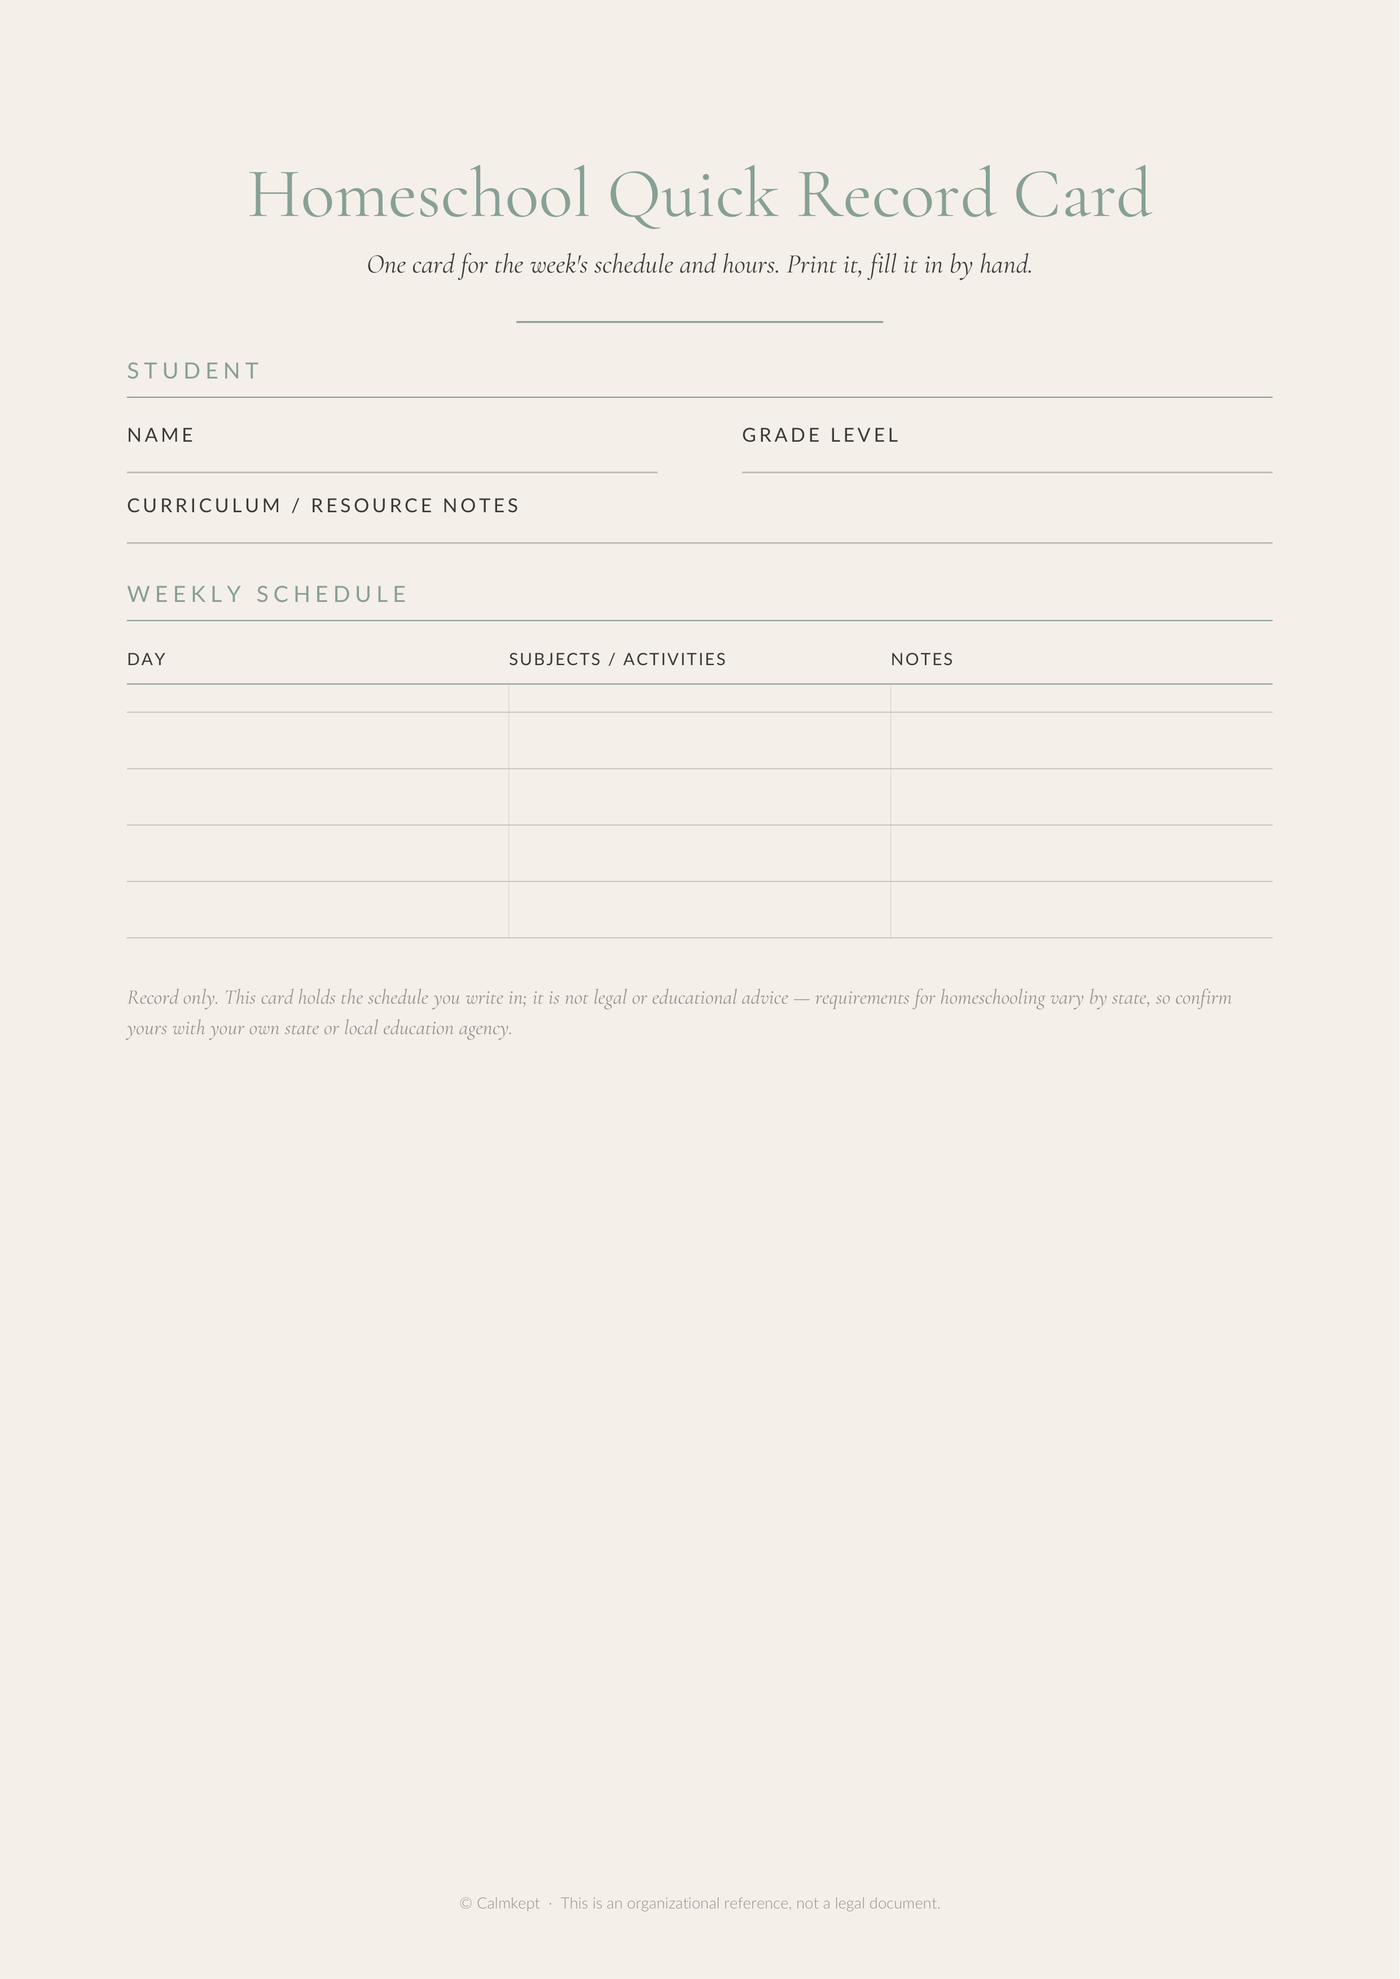 Homeschool Quick Record Card
One card for the week's schedule and hours. Print it, fill it in by hand.
STUDENT
NAME
GRADE LEVEL
CURRICULUM / RESOURCE NOTES
WEEKLY SCHEDULE
DAY
SUBJECTS / ACTIVITIES
NOTES
Record only. This card holds the schedule you write in; it is not legal or educational advice — requirements for homeschooling vary by state, so confirm
yours with your own state or local education agency.
© Calmkept · This is an organizational reference, not a legal document.